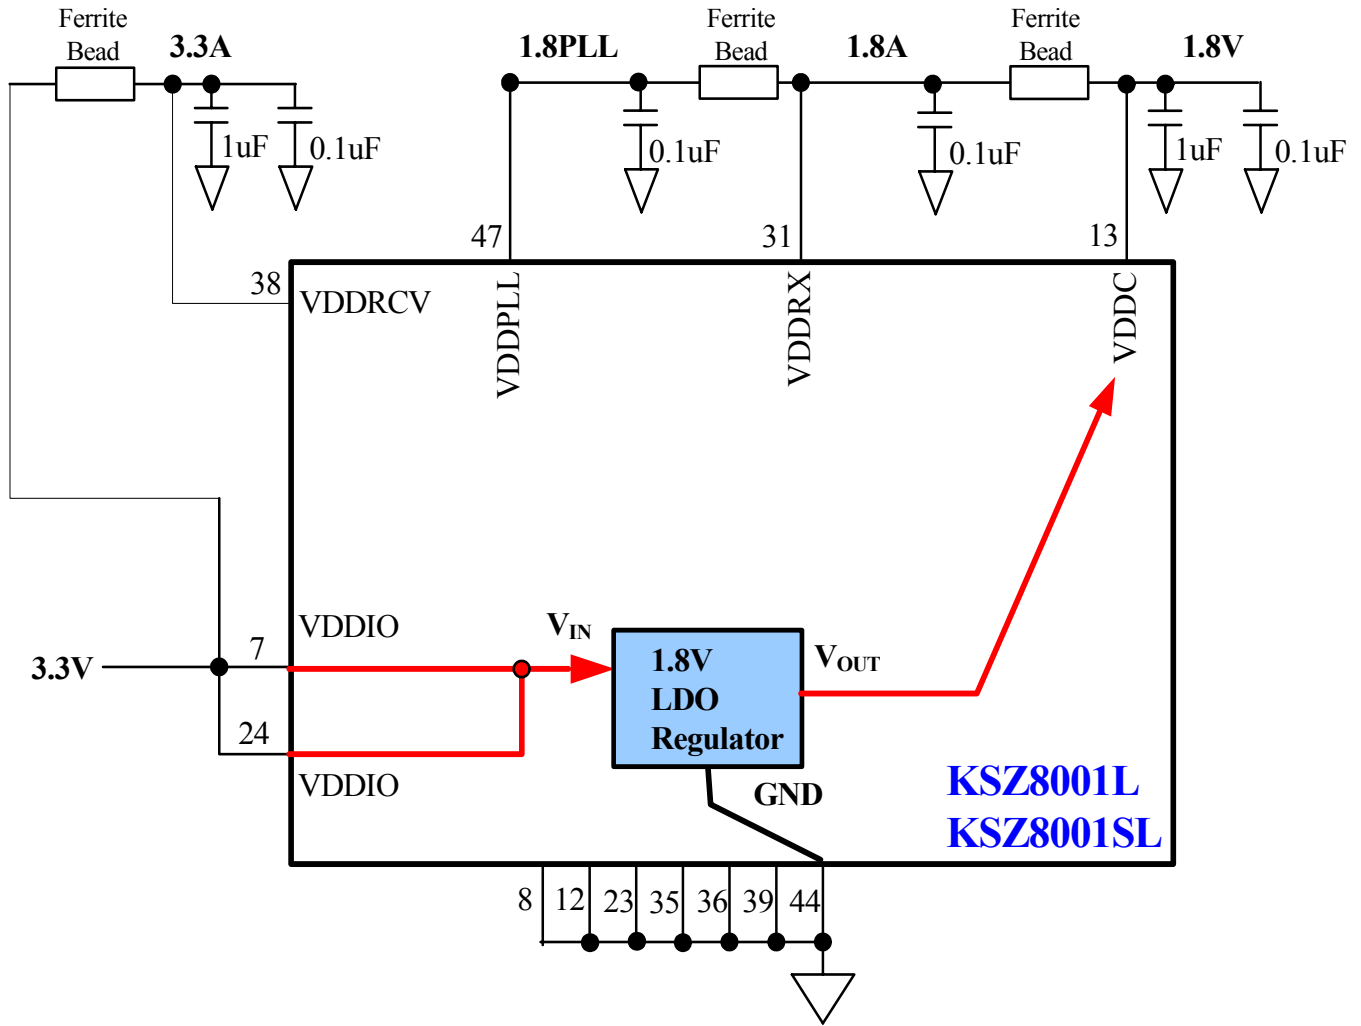 Ferrite
Bead
3.3A
1.8PLL
Ferrite
Bead
1.8A
Ferrite
Bead
1.8V
1uF
0.1uF
0.1uF
0.1uF
1uF
0.1uF
47
31
13
38
VDDRCV
VDDPLL
VDDRX
VDDC
3.3V
7
VDDIO
24
VDDIO
VIN
1.8V
LDO
Regulator
VOUT
GND
KSZ8001L
KSZ8001SL
8
12
23
35
36
39
44